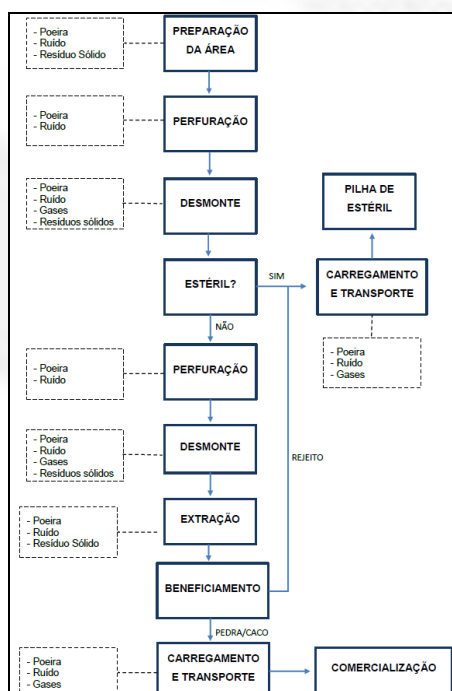 - Poeira
- Ruído
- Resíduo Sólido
PREPARAÇÃO
DA ÁREA
- Poeira
- Ruído
PERFURAÇÃO
- Poeira
- Ruído
- Gases
- Resíduos sólidos
DESMONTE
PILHA DE
ESTÉRIL
ESTÉRIL?
SIM
CARREGAMENTO
E TRANSPORTE
NÃO
- Poeira
- Ruído
- Gases
- Poeira
- Ruído
PERFURAÇÃO
- Poeira
- Ruído
- Gases
- Resíduos sólidos
DESMONTE
REJEITO
- Poeira
- Ruído
- Resíduo Sólido
EXTRAÇÃO
BENEFICIAMENTO
PEDRA/CACO
- Poeira
- Ruído
- Gases
CARREGAMENTO
E TRANSPORTE
COMERCIALIZAÇÃO